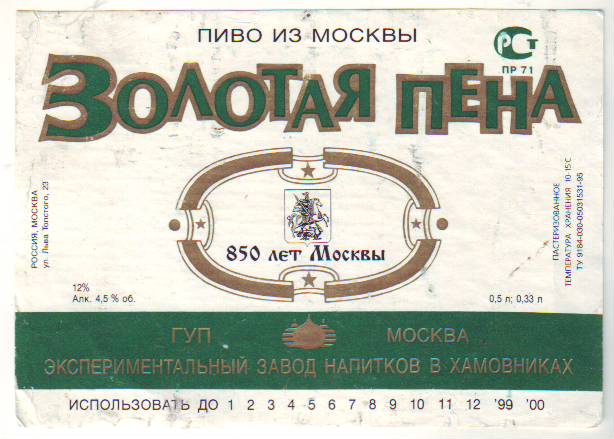 ПИВО ИЗ МОСКВЫ
РСТ
ПР 71
ЗОЛОТАЯ ПЕНА
РОССИЯ, МОСКВА
ул. Льва Толстого, 23
850 лет Москвы
ПАСТЕРИЗОВАННОЕ
ТЕМПЕРАТУРА ХРАНЕНИЯ 10-15°С
ТУ 9184-030-05031531-95
12%
Алк. 4,5 % об.
0,5 л; 0,33 л
ГУП МОСКВА
ЭКСПЕРИМЕНТАЛЬНЫЙ ЗАВОД НАПИТКОВ В ХАМОВНИКАХ
ИСПОЛЬЗОВАТЬ ДО 1 2 3 4 5 6 7 8 9 10 11 12 '99 '00